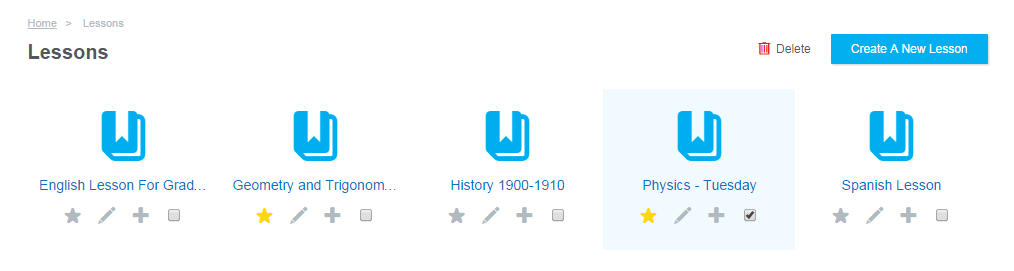 Home > Lessons
Lessons
Delete
Create A New Lesson
English Lesson For Grad...
Geometry and Trigonom...
History 1900-1910
Physics - Tuesday
Spanish Lesson